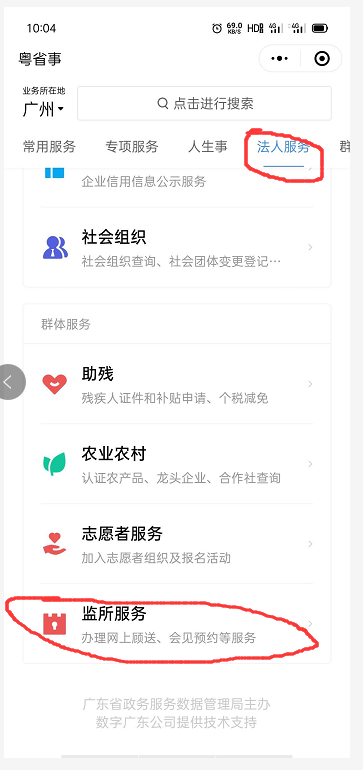 10:04
69.0
KB/S
HD
4G
4G
粤省事
业务所在地
广州
点击进行搜索
常用服务 专项服务 人生事 法人服务 群
企业信用信息公示服务
社会组织
社会组织查询、社会团体变更登记…
群体服务
助残
残疾人证件和补贴申请、个税减免
农业农村
认证农产品、龙头企业、合作社查询
志愿者服务
加入志愿者组织及报名活动
监所服务
办理网上顾送、会见预约等服务
广东省政务服务数据管理局主办
数字广东公司提供技术支持